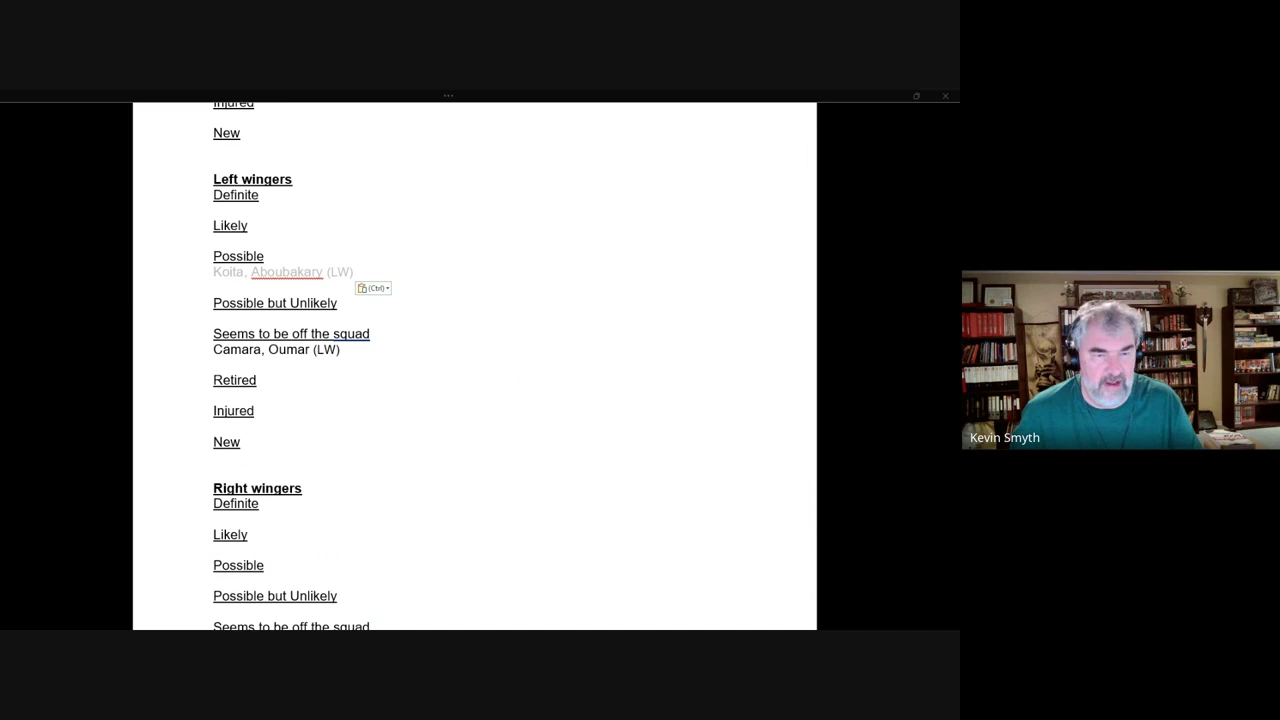 Injured
New
Left wingers
Definite
Likely
Possible
Koita, Aboubakary (LW)
(Ctrl)
Possible but Unlikely
Seems to be off the squad
Camara, Oumar (LW)
Retired
Injured
New
Right wingers
Definite
Likely
Possible
Possible but Unlikely
Seems to be off the squad
Kevin Smyth